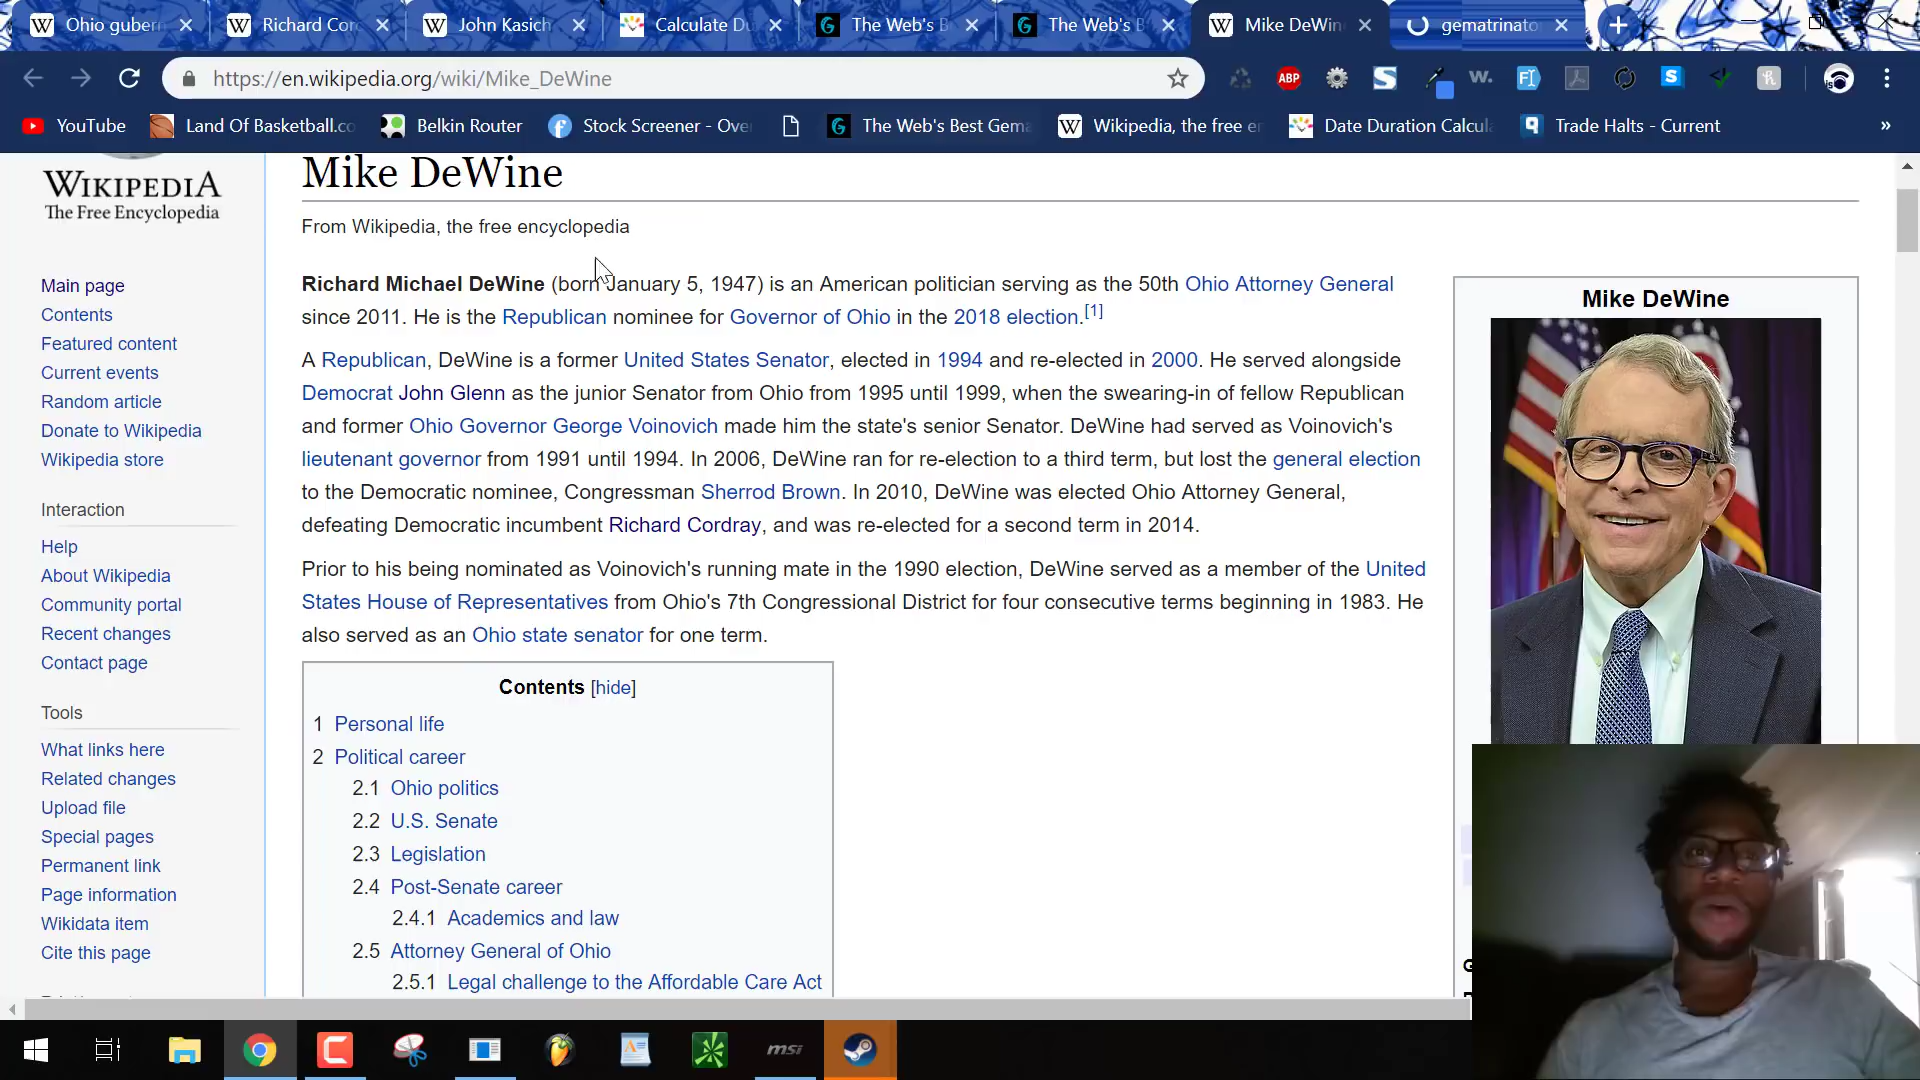 Ohio guber
Richard Cor
John Kasich
Calculate Du
The Web's B
The Web's B
Mike DeWin
gematrinato
https://en.wikipedia.org/wiki/Mike_DeWine
ABP
YouTube
Land Of Basketball.co
Belkin Router
Stock Screener - Ove
The Web's Best Gema
Wikipedia, the free e
Date Duration Calcul
Trade Halts - Current
WIKIPEDIA
The Free Encyclopedia
Main page
Contents
Featured content
Current events
Random article
Donate to Wikipedia
Wikipedia store
Interaction
Help
About Wikipedia
Community portal
Recent changes
Contact page
Tools
What links here
Related changes
Upload file
Special pages
Permanent link
Page information
Wikidata item
Cite this page
Mike DeWine
From Wikipedia, the free encyclopedia
Richard Michael DeWine (born January 5, 1947) is an American politician serving as the 50th Ohio Attorney General
since 2011. He is the Republican nominee for Governor of Ohio in the 2018 election.[1]
A Republican, DeWine is a former United States Senator, elected in 1994 and re-elected in 2000. He served alongside
Democrat John Glenn as the junior Senator from Ohio from 1995 until 1999, when the swearing-in of fellow Republican
and former Ohio Governor George Voinovich made him the state's senior Senator. DeWine had served as Voinovich's
lieutenant governor from 1991 until 1994. In 2006, DeWine ran for re-election to a third term, but lost the general election
to the Democratic nominee, Congressman Sherrod Brown. In 2010, DeWine was elected Ohio Attorney General,
defeating Democratic incumbent Richard Cordray, and was re-elected for a second term in 2014.
Prior to his being nominated as Voinovich's running mate in the 1990 election, DeWine served as a member of the United
States House of Representatives from Ohio's 7th Congressional District for four consecutive terms beginning in 1983. He
also served as an Ohio state senator for one term.
Contents [hide]
1 Personal life
2 Political career
2.1 Ohio politics
2.2 U.S. Senate
2.3 Legislation
2.4 Post-Senate career
2.4.1 Academics and law
2.5 Attorney General of Ohio
2.5.1 Legal challenge to the Affordable Care Act
Mike DeWine
msi